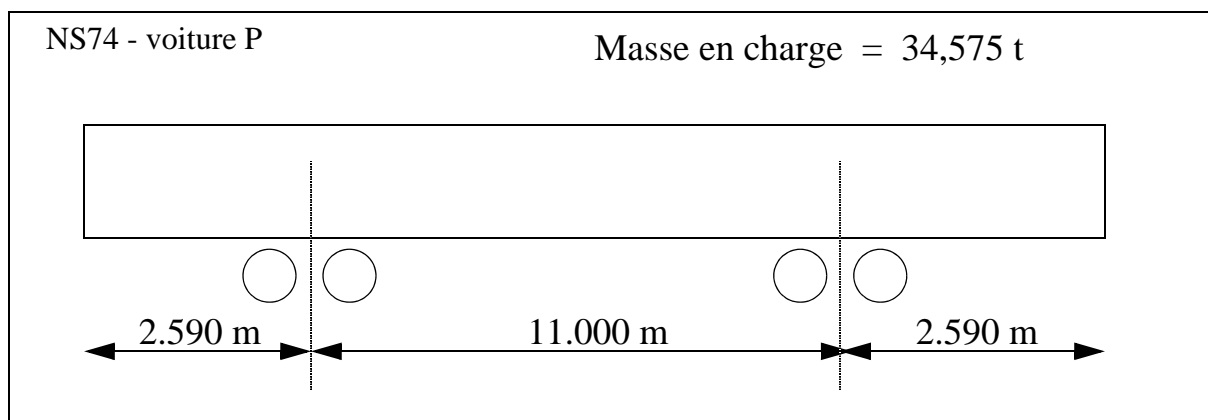 NS74 - voiture P
Masse en charge = 34,575 t
2.590 m
11.000 m
2.590 m